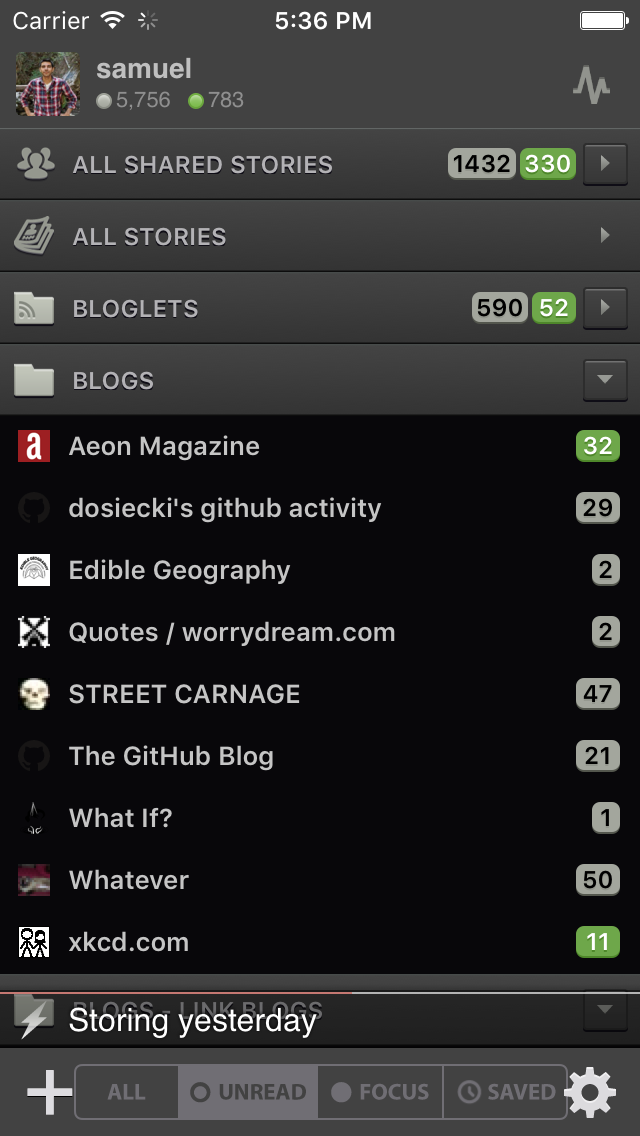 Carrier 5:36 PM
samuel
5,756 783
ALL SHARED STORIES 1432 330
ALL STORIES
BLOGLETS 590 52
BLOGS
a Aeon Magazine 32
dosiecki's github activity 29
Edible Geography 2
Quotes / worrydream.com 2
STREET CARNAGE 47
The GitHub Blog 21
What If? 1
Whatever 50
xkcd.com 11
BLOGS - LINK BLOGS
Storing yesterday
ALL UNREAD FOCUS SAVED